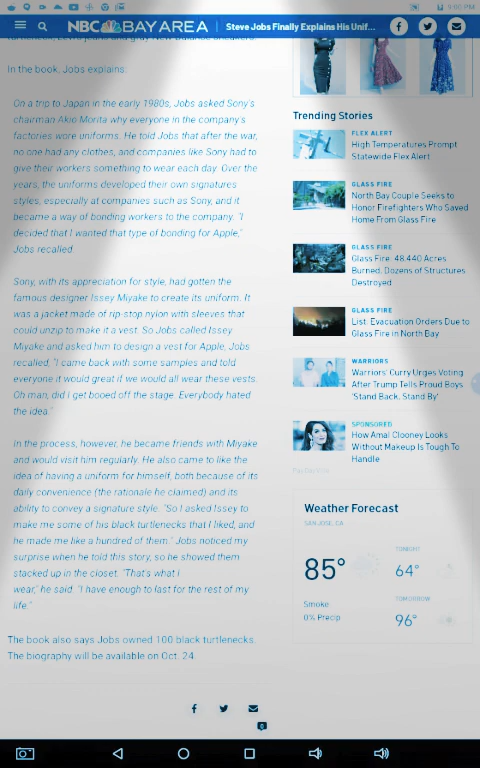 9:00 PM
NBC BAY AREA
Steve Jobs Finally Explains His Unif...
turtleneck, Levi's jeans and gray New Balance sneakers.
In the book, Jobs explains:
On a trip to Japan in the early 1980s, Jobs asked Sony's
chairman Akio Morita why everyone in the company's
factories wore uniforms. He told Jobs that after the war,
no one had any clothes, and companies like Sony had to
give their workers something to wear each day. Over the
years, the uniforms developed their own signatures
styles, especially at companies such as Sony, and it
became a way of bonding workers to the company. "I
decided that I wanted that type of bonding for Apple,"
Jobs recalled.
Sony, with its appreciation for style, had gotten the
famous designer Issey Miyake to create its uniform. It
was a jacket made of rip-stop nylon with sleeves that
could unzip to make it a vest. So Jobs called Issey
Miyake and asked him to design a vest for Apple, Jobs
recalled, "I came back with some samples and told
everyone it would great if we would all wear these vests.
Oh man, did I get booed off the stage. Everybody hated
the idea."
In the process, however, he became friends with Miyake
and would visit him regularly. He also came to like the
idea of having a uniform for himself, both because of its
daily convenience (the rationale he claimed) and its
ability to convey a signature style. "So I asked Issey to
make me some of his black turtlenecks that I liked, and
he made me like a hundred of them." Jobs noticed my
surprise when he told this story, so he showed them
stacked up in the closet. "That's what I
wear," he said. "I have enough to last for the rest of my
life."
The book also says Jobs owned 100 black turtlenecks.
The biography will be available on Oct. 24.
Trending Stories
FLEX ALERT
High Temperatures Prompt
Statewide Flex Alert
GLASS FIRE
North Bay Couple Seeks to
Honor Firefighters Who Saved
Home From Glass Fire
GLASS FIRE
Glass Fire: 48,440 Acres
Burned, Dozens of Structures
Destroyed
GLASS FIRE
List: Evacuation Orders Due to
Glass Fire in North Bay
WARRIORS
Warriors' Curry Urges Voting
After Trump Tells Proud Boys
'Stand Back, Stand By'
SPONSORED
How Amal Clooney Looks
Without Makeup Is Tough To
Handle
Weather Forecast
SAN JOSE, CA
85°
Smoke
0% Precip
TONIGHT
64°
TOMORROW
96°